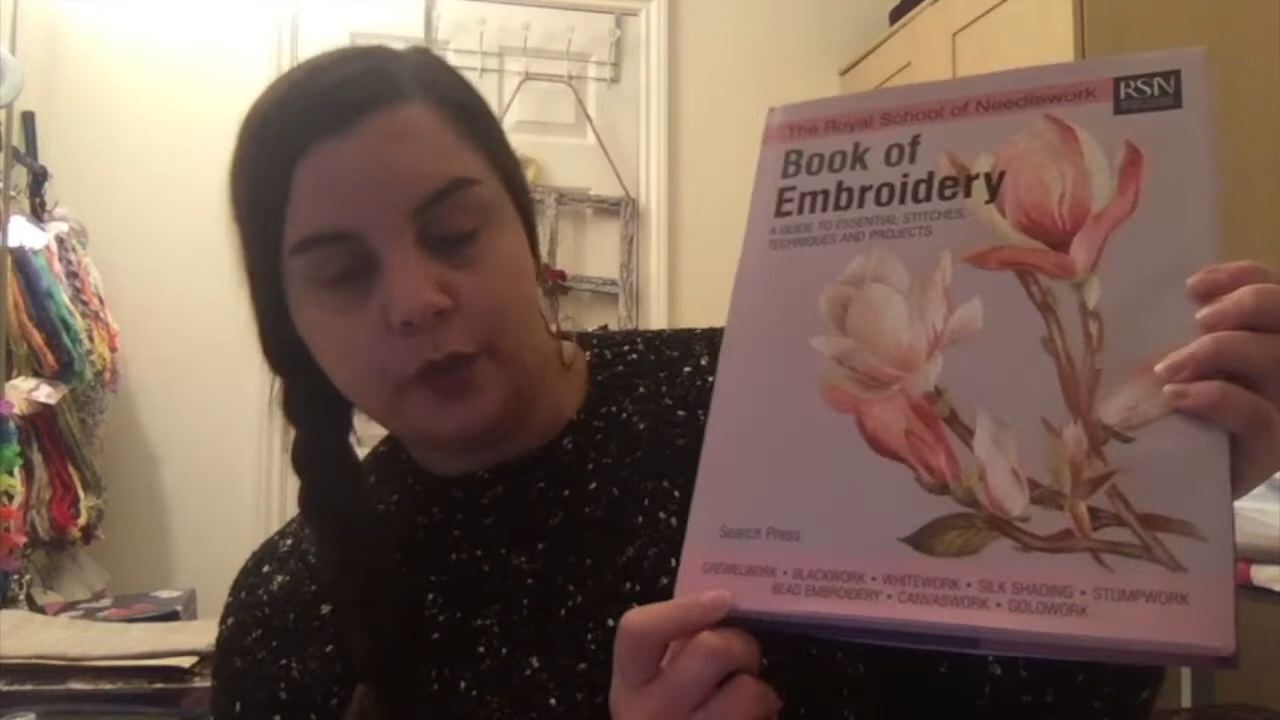 The Royal School of Needlework
RSN
Book of
Embroidery
A GUIDE TO ESSENTIAL STITCHES,
TECHNIQUES AND PROJECTS
Search Press
CREWELWORK • BLACKWORK • WHITEWORK • SILK SHADING • STUMPWORK
BEAD EMBROIDERY • CANVASWORK • GOLDWORK